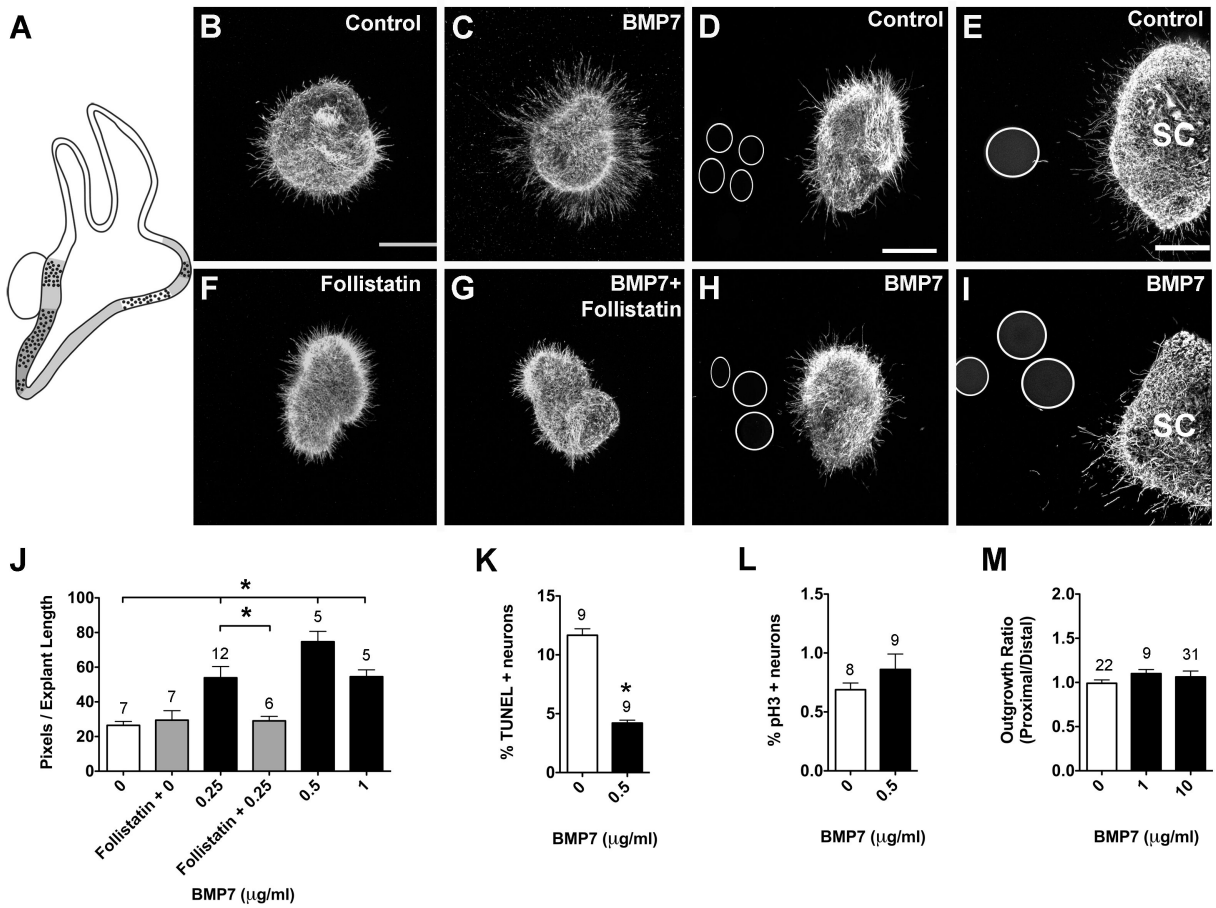 A
B
Control
C
BMP7
D
Control
E
Control
SC
F
Follistatin
G
BMP7+
Follistatin
H
BMP7
I
BMP7
SC
J
Pixels / Explant Length
100
80
60
40
20
0
7
7
12
6
5
5
*
*
0
Follistatin + 0
0.25
Follistatin + 0.25
0.5
1
BMP7 (μg/ml)
K
% TUNEL + neurons
15
10
5
0
9
*
9
0
0.5
BMP7 (μg/ml)
L
% pH3 + neurons
1.5
1.0
0.5
0.0
8
9
0
0.5
BMP7 (μg/ml)
M
Outgrowth Ratio
(Proximal/Distal)
2.0
1.5
1.0
0.5
0.0
22
9
31
0
1
10
BMP7 (μg/ml)